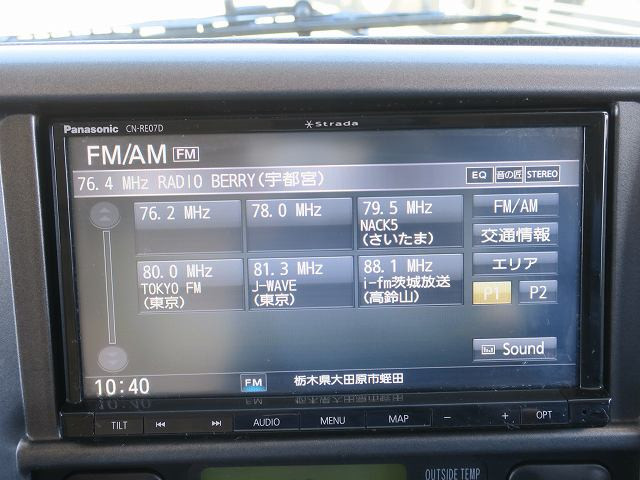 Panasonic CN-RE07D
Strada
FM/AM FM
76.4 MHz RADIO BERRY(宇都宮)
EQ 音の匠 STEREO
76.2 MHz
78.0 MHz
79.5 MHz
NACK5
(さいたま)
FM/AM
交通情報
80.0 MHz
TOKYO FM
(東京)
81.3 MHz
J-WAVE
(東京)
88.1 MHz
i-fm茨城放送
(高鈴山)
エリア
P1 P2
Sound
10:40
FM
栃木県大田原市蛭田
TILT
AUDIO
MENU
MAP
- +
OPT
OUTSIDE TEMP